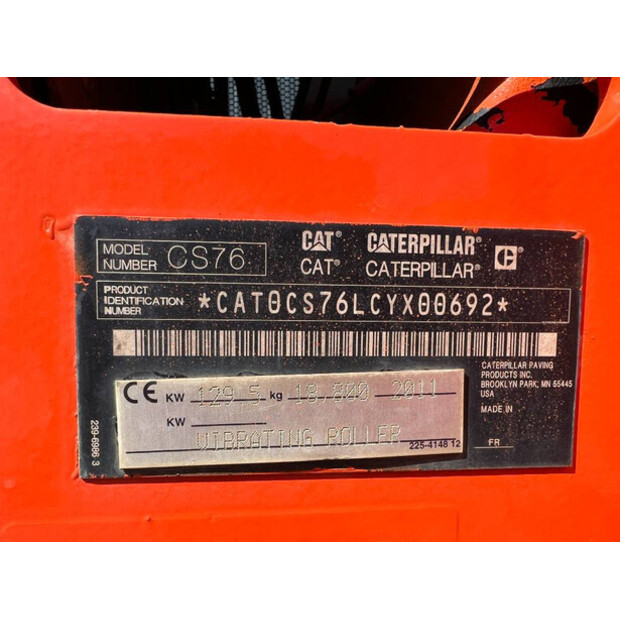 MODEL NUMBER CS76
CAT® CATERPILLAR® C®
CAT® CATERPILLAR®
PRODUCT IDENTIFICATION NUMBER *CAT0CS76LCYX00692*
CATERPILLAR PAVING
PRODUCTS INC.
BROOKLYN PARK, MN 55445
USA
MADE IN
FR
CE KW 129.5 kg 18.800 2011
KW
VIBRATING ROLLER
225-4148 12
239-6986 3